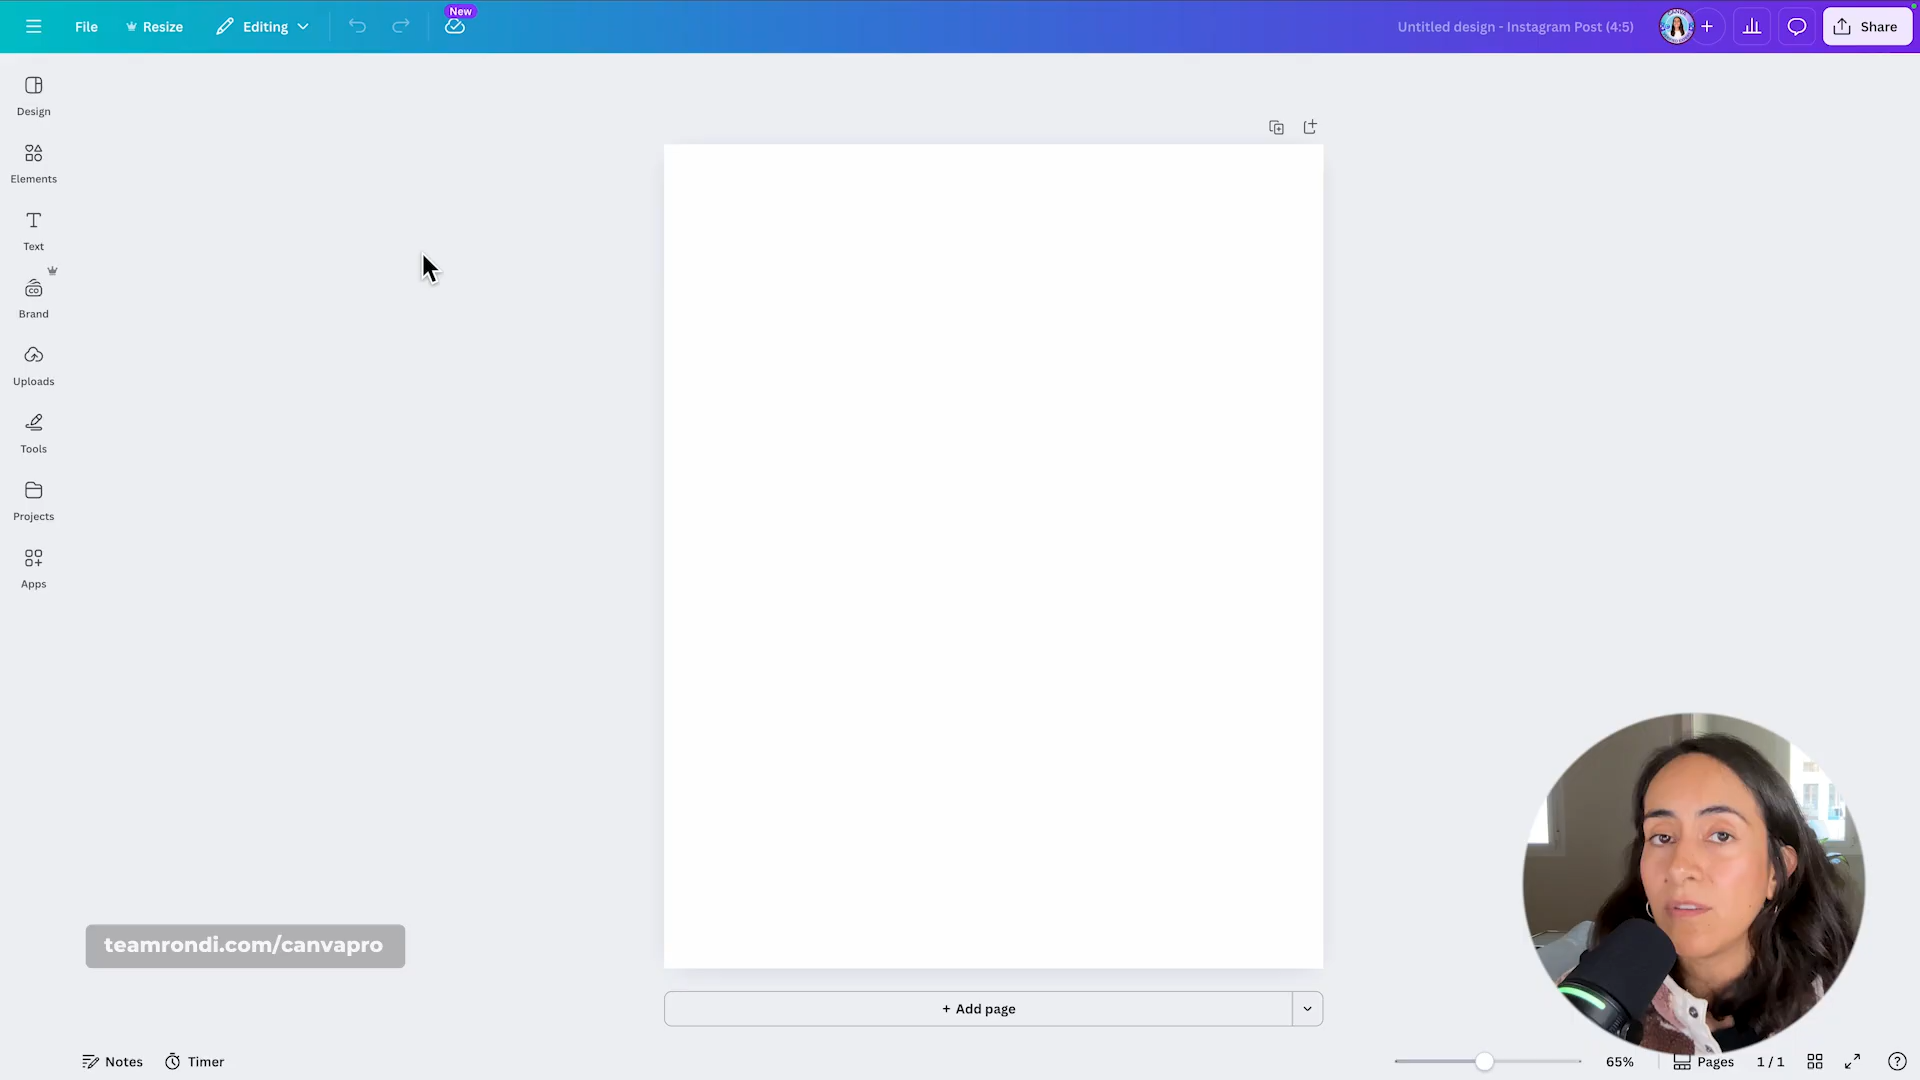 File
Resize
Editing
New
Untitled design - Instagram Post (4:5)
Share
Design
Elements
Text
CO
Brand
Uploads
Tools
Projects
Apps
teamrondi.com/canvapro
+ Add page
Notes
Timer
65%
Pages
1 / 1